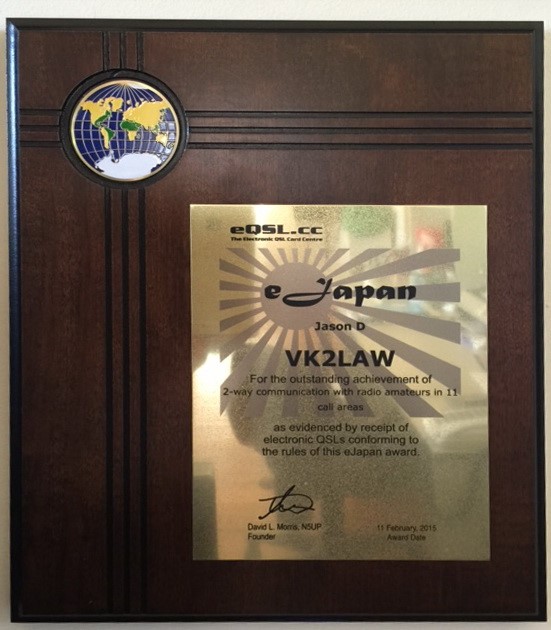 eQSL.cc
The Electronic QSL Card Centre
eJapan
Jason D
VK2LAW
For the outstanding achievement of
2-way communication with radio amateurs in 11
call areas
as evidenced by receipt of
electronic QSLs conforming to
the rules of this eJapan award.
David L. Morris, N5UP
Founder
11 February, 2015
Award Date